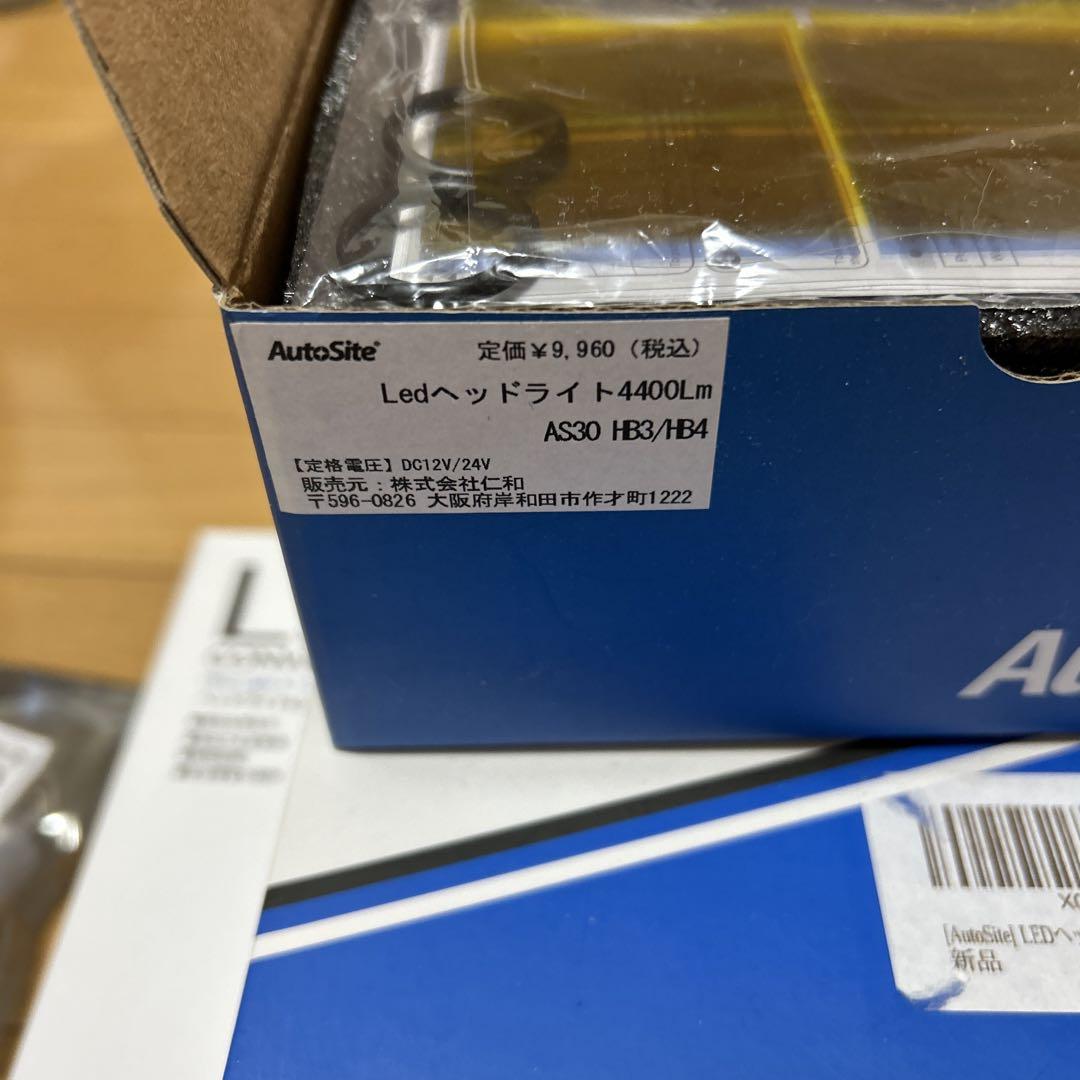 AutoSite® 定価¥9,960(税込)
Ledヘッドライト4400Lm
AS30 HB3/HB4
【定格電圧】DC12V/24V
販売元:株式会社仁和
〒596-0826 大阪府岸和田市作才町1222
[AutoSite] LEDヘッ
新品